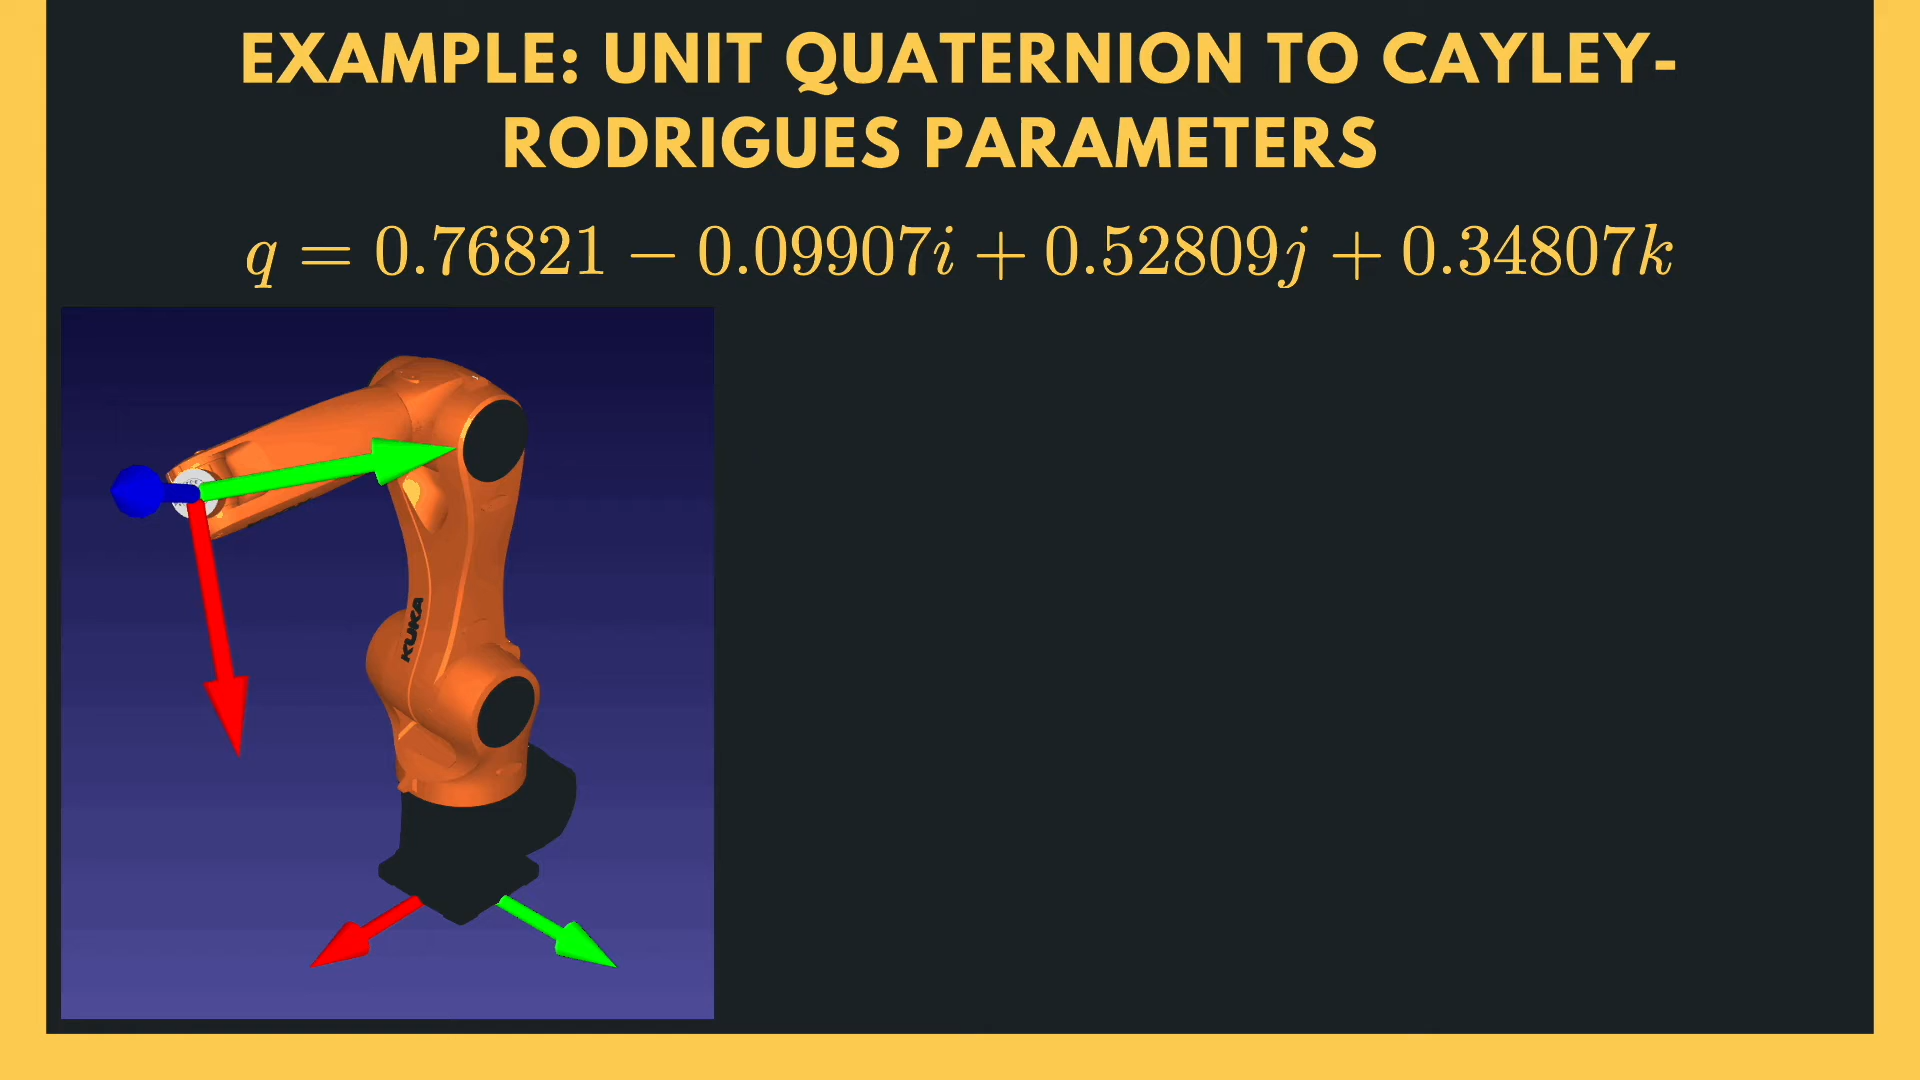 EXAMPLE: UNIT QUATERNION TO CAYLEY-
RODRIGUES PARAMETERS
q = 0.76821 − 0.09907i + 0.52809j + 0.34807k
KUKA